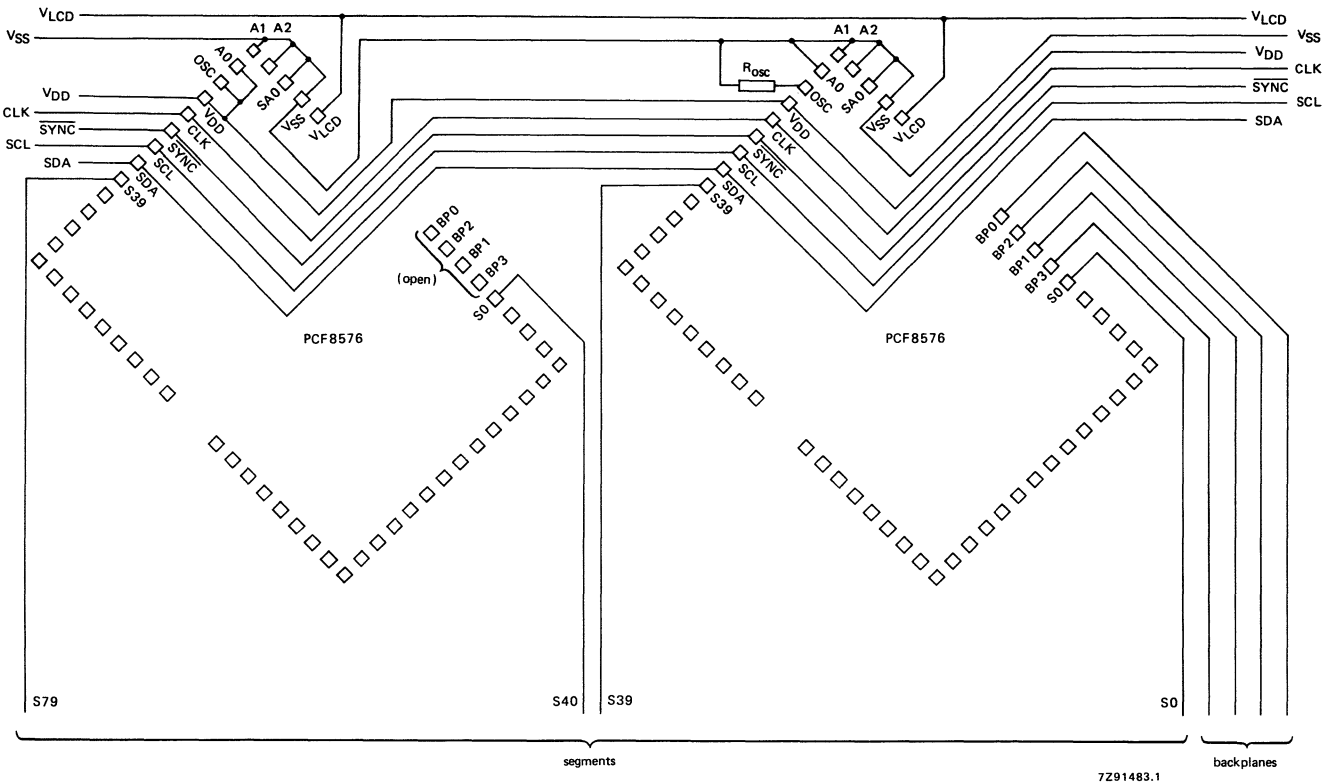 VLCD
VSS
A1 A2
A0
OSC
SA0
VSS
VLCD
VDD
CLK
SYNC
SCL
SDA
VDD
CLK
SYNC
SCL
SDA
S39
BP0
BP2
BP1
BP3
S0
(open)
PCF8576
S79
S40
ROSC
A1 A2
A0
OSC
SA0
VSS
VLCD
VDD
CLK
SYNC
SCL
SDA
S39
BP0
BP2
BP1
BP3
S0
PCF8576
S39
S0
VLCD
VSS
VDD
CLK
SYNC
SCL
SDA
segments
backplanes
7Z91483.1